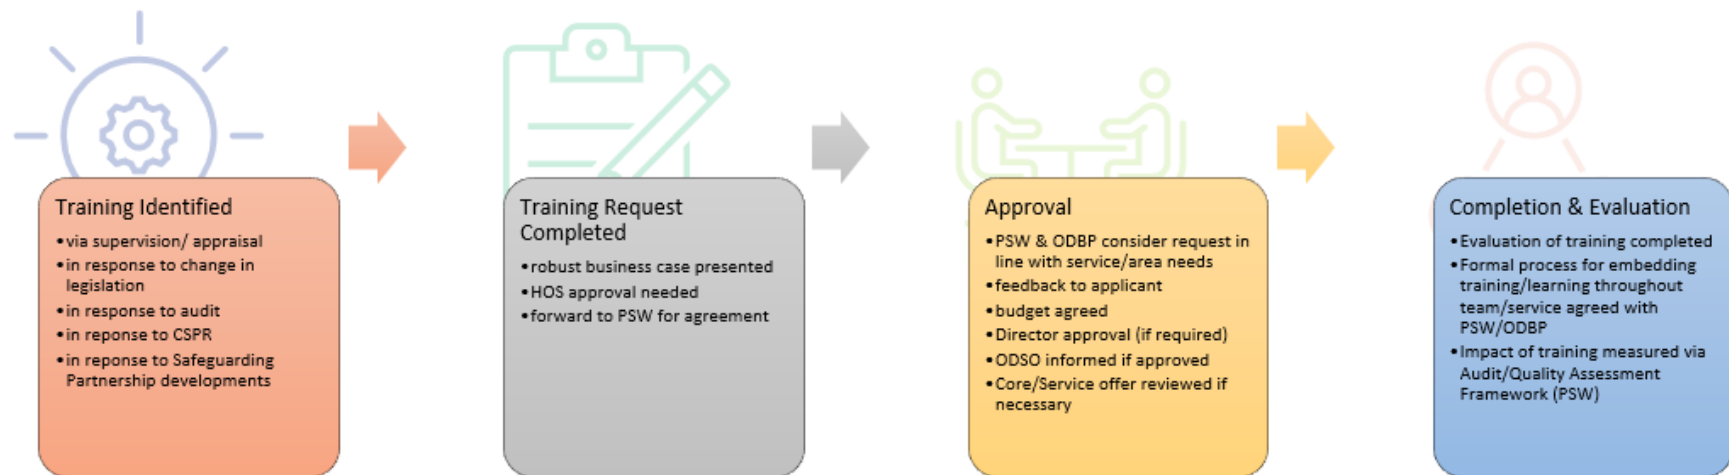 Training Identified
•via supervision/ appraisal
•in response to change in
legislation
•in response to audit
•in reponse to CSPR
•in reponse to Safeguarding
Partnership developments
Training Request
Completed
•robust business case presented
•HOS approval needed
•forward to PSW for agreement
Approval
•PSW & ODBP consider request in
line with service/area needs
•feedback to applicant
•budget agreed
•Director approval (if required)
•ODSO informed if approved
•Core/Service offer reviewed if
necessary
Completion & Evaluation
•Evaluation of training completed
•Formal process for embedding
training/learning throughout
team/service agreed with
PSW/ODBP
•Impact of training measured via
Audit/Quality Assessment
Framework (PSW)